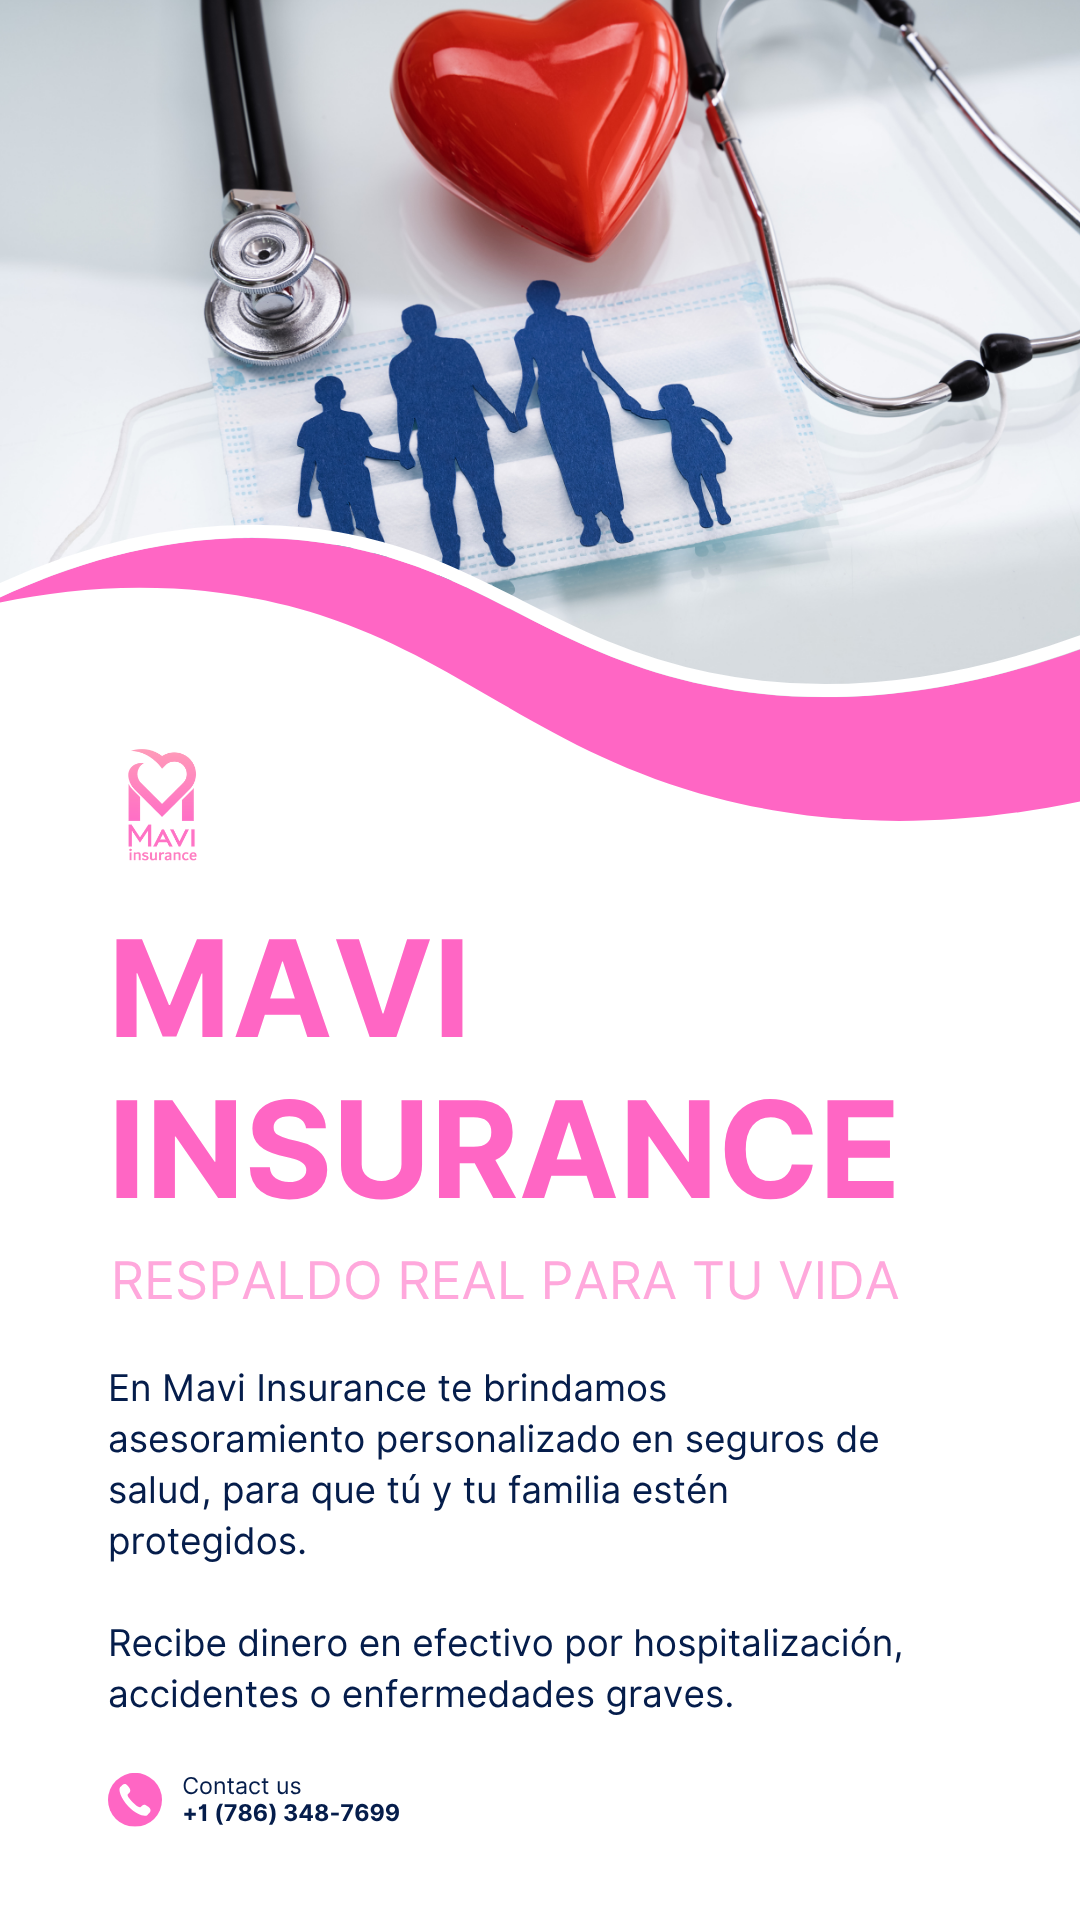 MAVI
insurance
MAVI
INSURANCE
RESPALDO REAL PARA TU VIDA
En Mavi Insurance te brindamos
asesoramiento personalizado en seguros de
salud, para que tú y tu familia estén
protegidos.
Recibe dinero en efectivo por hospitalización,
accidentes o enfermedades graves.
Contact us
+1 (786) 348-7699